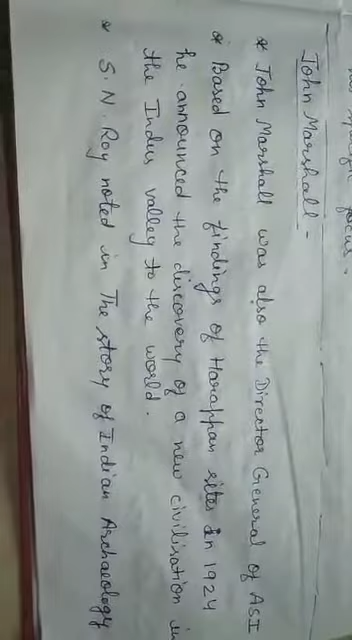 focus.
John Marshall -
* John Marshall was also the Director General of ASI
* Based on the findings of Harappan sites in 1924
he announced the discovery of a new civilisation in
the Indus valley to the world.
* S. N. Roy noted in The story of Indian Archaeology